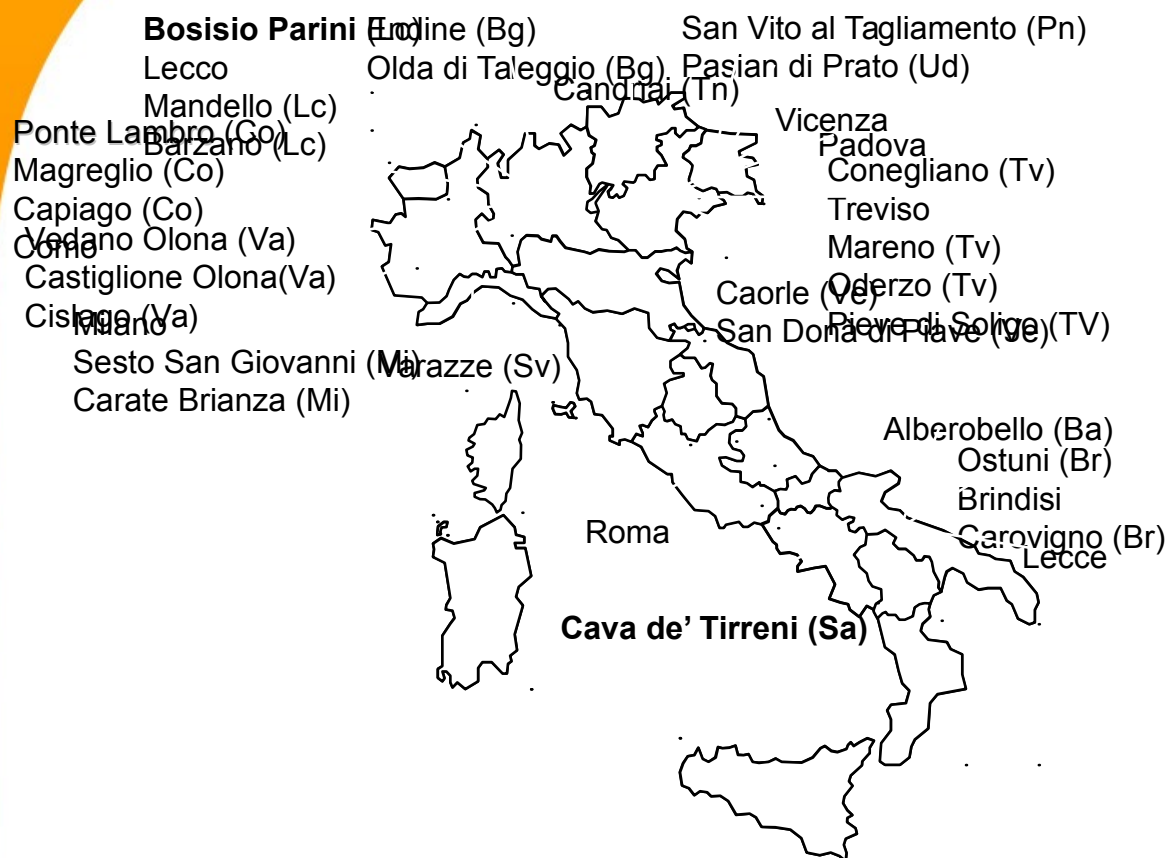 Bosisio Parini (Lc)
Lecco
Mandello (Lc)
Barzanò (Lc)
Endine (Bg)
Olda di Taleggio (Bg)
Candriai (Tn)
San Vito al Tagliamento (Pn)
Pasian di Prato (Ud)
Ponte Lambro (Co)
Magreglio (Co)
Capiago (Co)
Como
Vedano Olona (Va)
Castiglione Olona(Va)
Cislago (Va)
Milano
Sesto San Giovanni (Mi)
Carate Brianza (Mi)
Varazze (Sv)
Vicenza
Padova
Conegliano (Tv)
Treviso
Mareno (Tv)
Oderzo (Tv)
Pieve di Soligo (TV)
Caorle (Ve)
San Donà di Piave (Ve)
Alberobello (Ba)
Ostuni (Br)
Brindisi
Carovigno (Br)
Lecce
Roma
Cava de’ Tirreni (Sa)